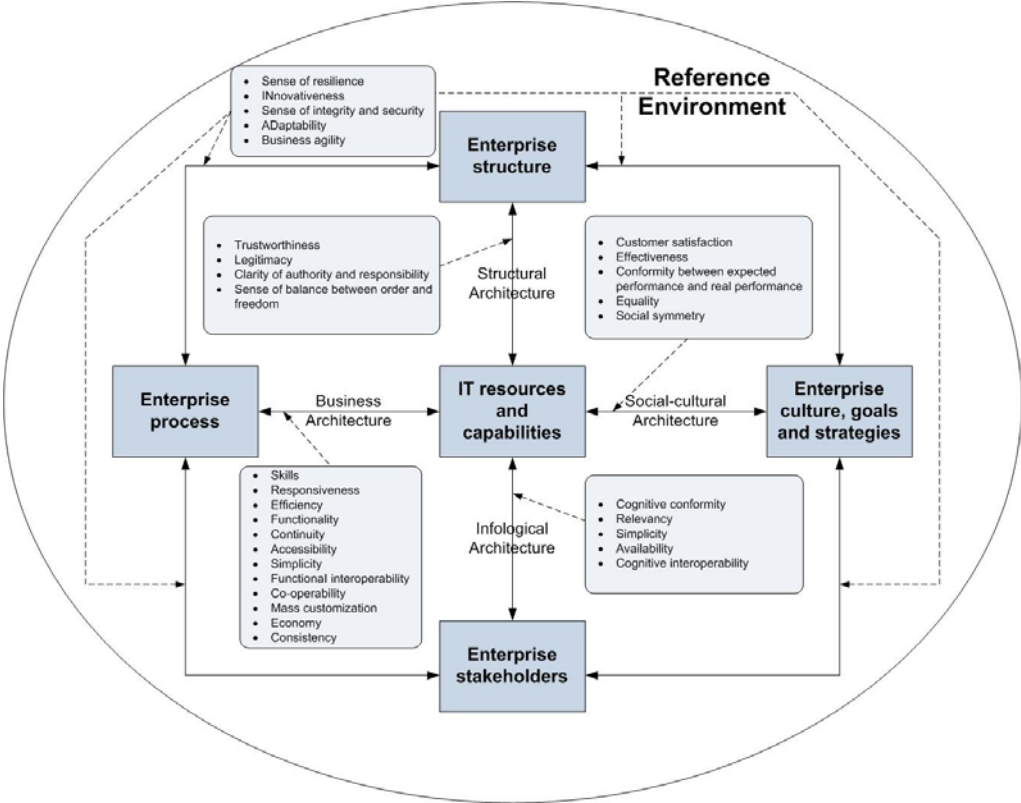 Reference
Environment
• Sense of resilience
• INnovativeness
• Sense of integrity and security
• ADaptability
• Business agility
Enterprise
structure
• Trustworthiness
• Legitimacy
• Clarity of authority and responsibility
• Sense of balance between order and
freedom
Structural
Architecture
• Customer satisfaction
• Effectiveness
• Conformity between expected
performance and real performance
• Equality
• Social symmetry
Enterprise
process
Business
Architecture
IT resources
and
capabilities
Social-cultural
Architecture
Enterprise
culture, goals
and strategies
• Skills
• Responsiveness
• Efficiency
• Functionality
• Continuity
• Accessibility
• Simplicity
• Functional interoperability
• Co-operability
• Mass customization
• Economy
• Consistency
Infological
Architecture
• Cognitive conformity
• Relevancy
• Simplicity
• Availability
• Cognitive interoperability
Enterprise
stakeholders